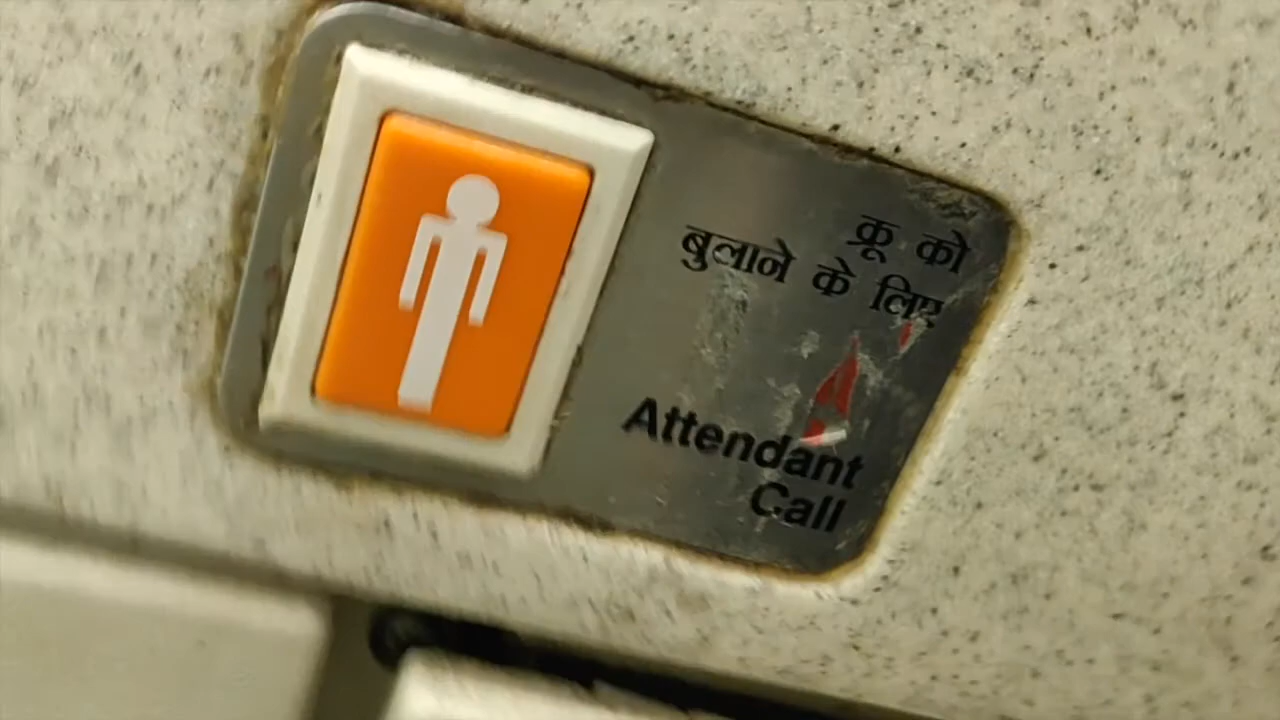 क्रू को
बुलाने के लिए
Attendant
Call